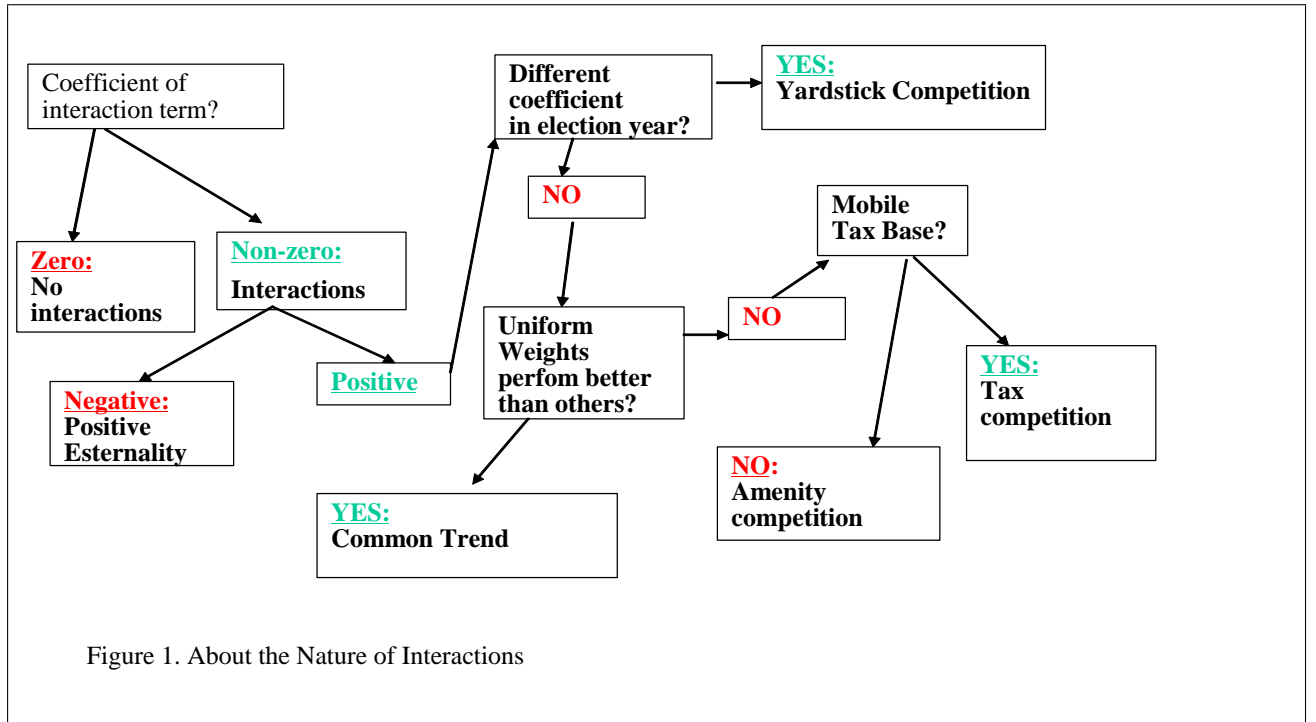 Coefficient of
interaction term?
Zero:
No
interactions
Non-zero:
Interactions
Negative:
Positive
Esternality
Positive
Different
coefficient
in election year?
YES:
Yardstick Competition
NO
Uniform
Weights
perfom better
than others?
YES:
Common Trend
NO
Mobile
Tax Base?
YES:
Tax
competition
NO:
Amenity
competition
Figure 1. About the Nature of Interactions